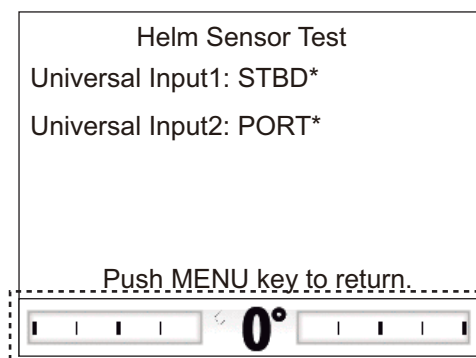 Helm Sensor Test
Universal Input1: STBD*
Universal Input2: PORT*
Push MENU key to return.
0°